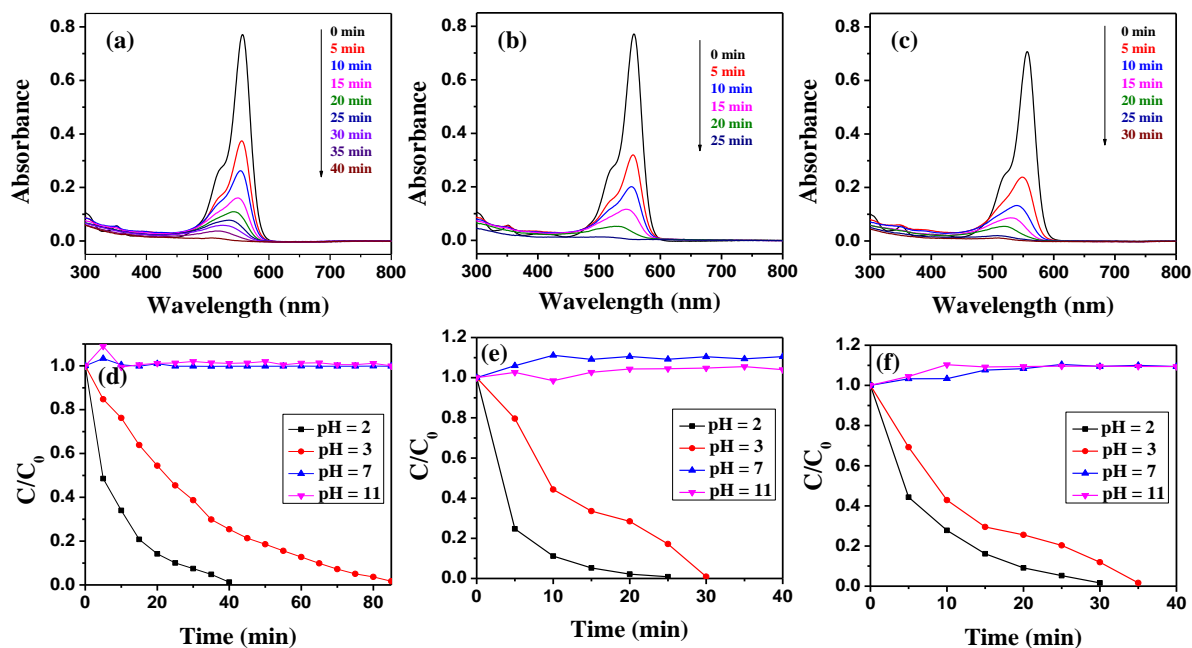 (a)
0 min
5 min
10 min
15 min
20 min
25 min
30 min
35 min
40 min
0.8
0.6
0.4
0.2
0.0
Absorbance
300 400 500 600 700 800
Wavelength (nm)
(b)
0 min
5 min
10 min
15 min
20 min
25 min
0.8
0.6
0.4
0.2
0.0
Absorbance
300 400 500 600 700 800
Wavelength (nm)
(c)
0 min
5 min
10 min
15 min
20 min
25 min
30 min
0.8
0.6
0.4
0.2
0.0
Absorbance
300 400 500 600 700 800
Wavelength (nm)
(d)
pH = 2
pH = 3
pH = 7
pH = 11
1.0
0.8
0.6
0.4
0.2
0.0
C/C0
0 20 40 60 80
Time (min)
(e)
pH = 2
pH = 3
pH = 7
pH = 11
1.2
1.0
0.8
0.6
0.4
0.2
0.0
C/C0
0 10 20 30 40
Time (min)
(f)
pH = 2
pH = 3
pH = 7
pH = 11
1.2
1.0
0.8
0.6
0.4
0.2
0.0
C/C0
0 10 20 30 40
Time (min)